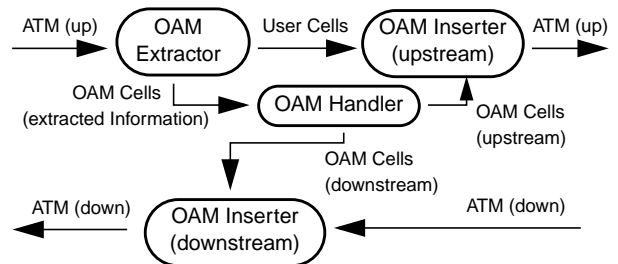 ATM (up)
OAM
Extractor
User Cells
OAM Inserter
(upstream)
ATM (up)
OAM Cells
(extracted Information)
OAM Handler
OAM Cells
(upstream)
OAM Cells
(downstream)
ATM (down)
OAM Inserter
(downstream)
ATM (down)